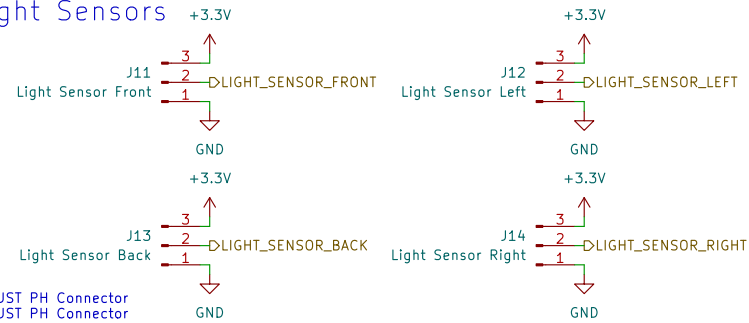 ght Sensors
+3.3V
3
J11
2
LIGHT_SENSOR_FRONT
Light Sensor Front
1
GND
+3.3V
3
J12
2
LIGHT_SENSOR_LEFT
Light Sensor Left
1
GND
+3.3V
3
J13
2
LIGHT_SENSOR_BACK
Light Sensor Back
1
GND
+3.3V
3
J14
2
LIGHT_SENSOR_RIGHT
Light Sensor Right
1
GND
UST PH Connector
UST PH Connector